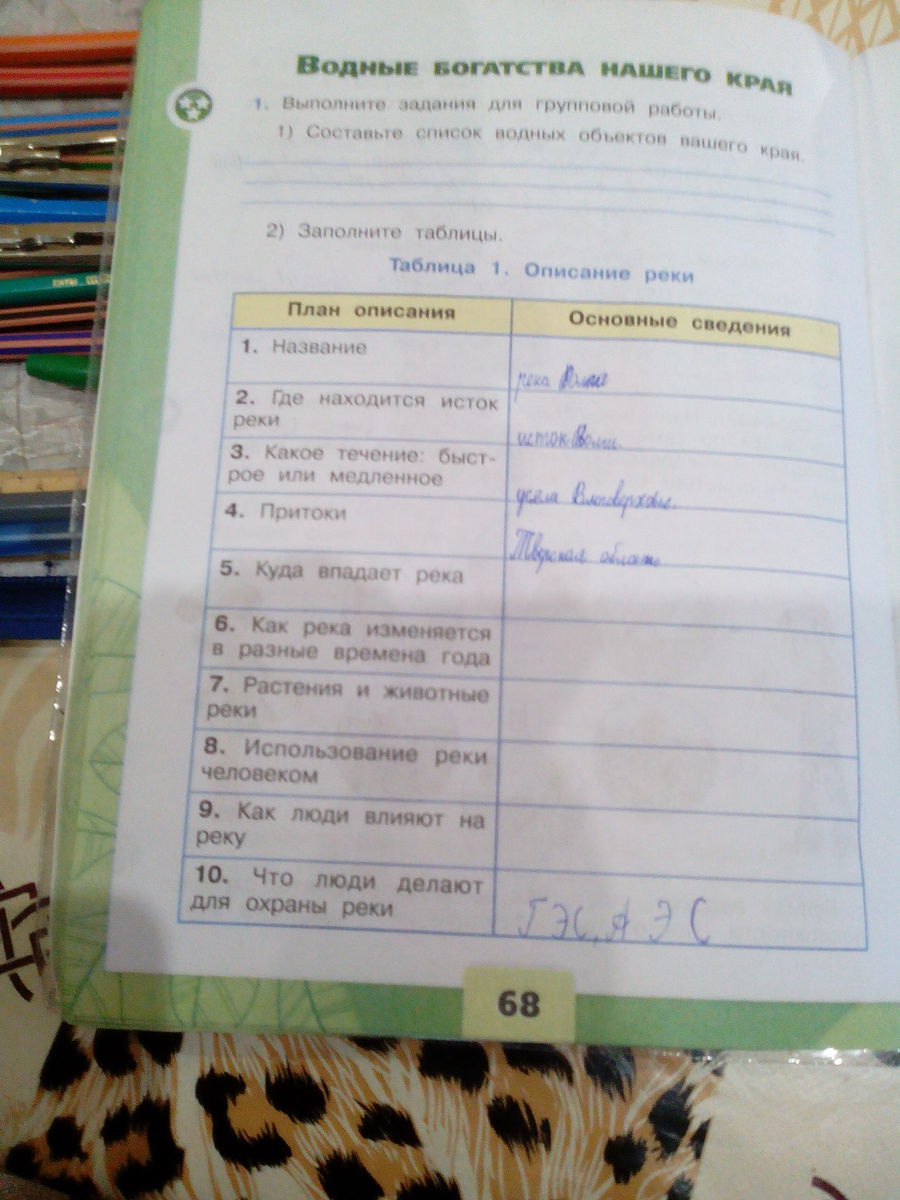 ВОДНЫЕ БОГАТСТВА НАШЕГО КРАЯ
1. Выполните задания для групповой работы.
1) Составьте список водных объектов вашего края.
2) Заполните таблицы.
Таблица 1. Описание реки
План описания
Основные сведения
1. Название
река Волга
2. Где находится исток
реки
исток Волги.
3. Какое течение: быст-
рое или медленное
усела Влговерховье.
4. Притоки
Тверская область
5. Куда впадает река
6. Как река изменяется
в разные времена года
7. Растения и животные
реки
8. Использование реки
человеком
9. Как люди влияют на
реку
10. Что люди делают
для охраны реки
ГЭС, АЭС
68